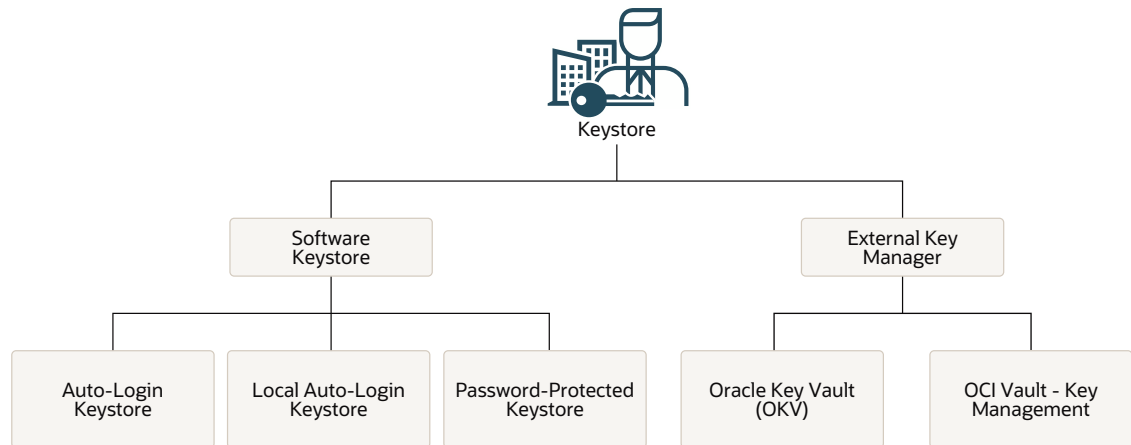 Keystore
Software
Keystore
External Key
Manager
Auto-Login
Keystore
Local Auto-Login
Keystore
Password-Protected
Keystore
Oracle Key Vault
(OKV)
OCI Vault - Key
Management